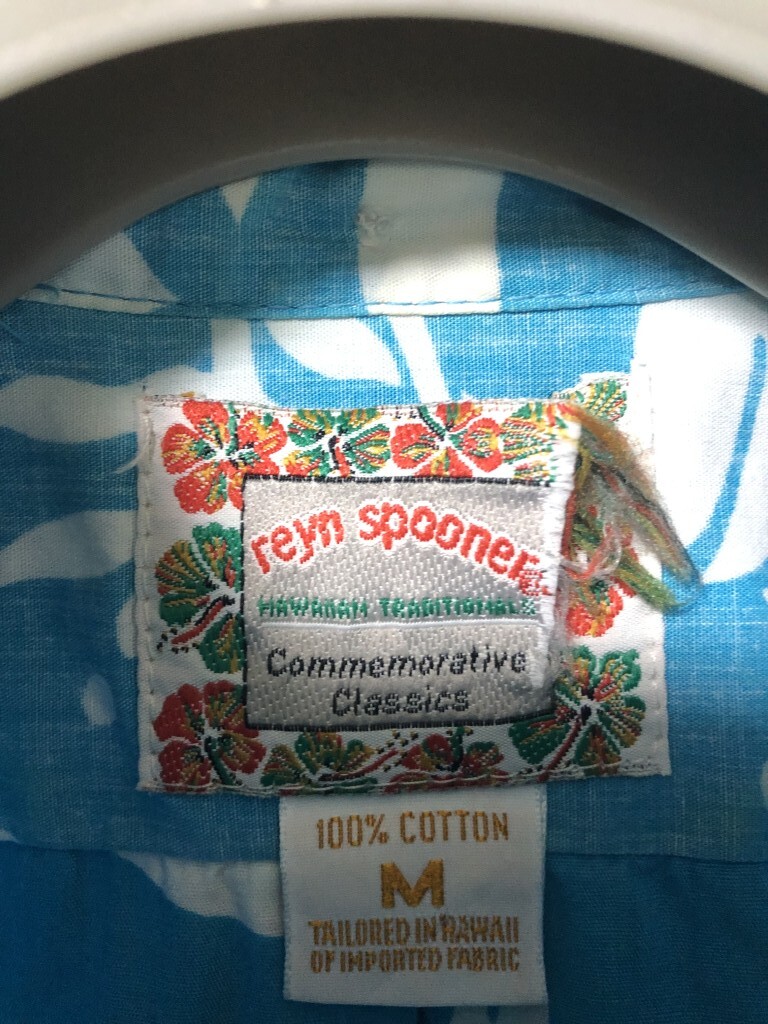 reyn spooner
HAWAIIAN TRADITIONALS
Commemorative
Classics
100% COTTON
M
TAILORED IN HAWAII
OF IMPORTED FABRIC